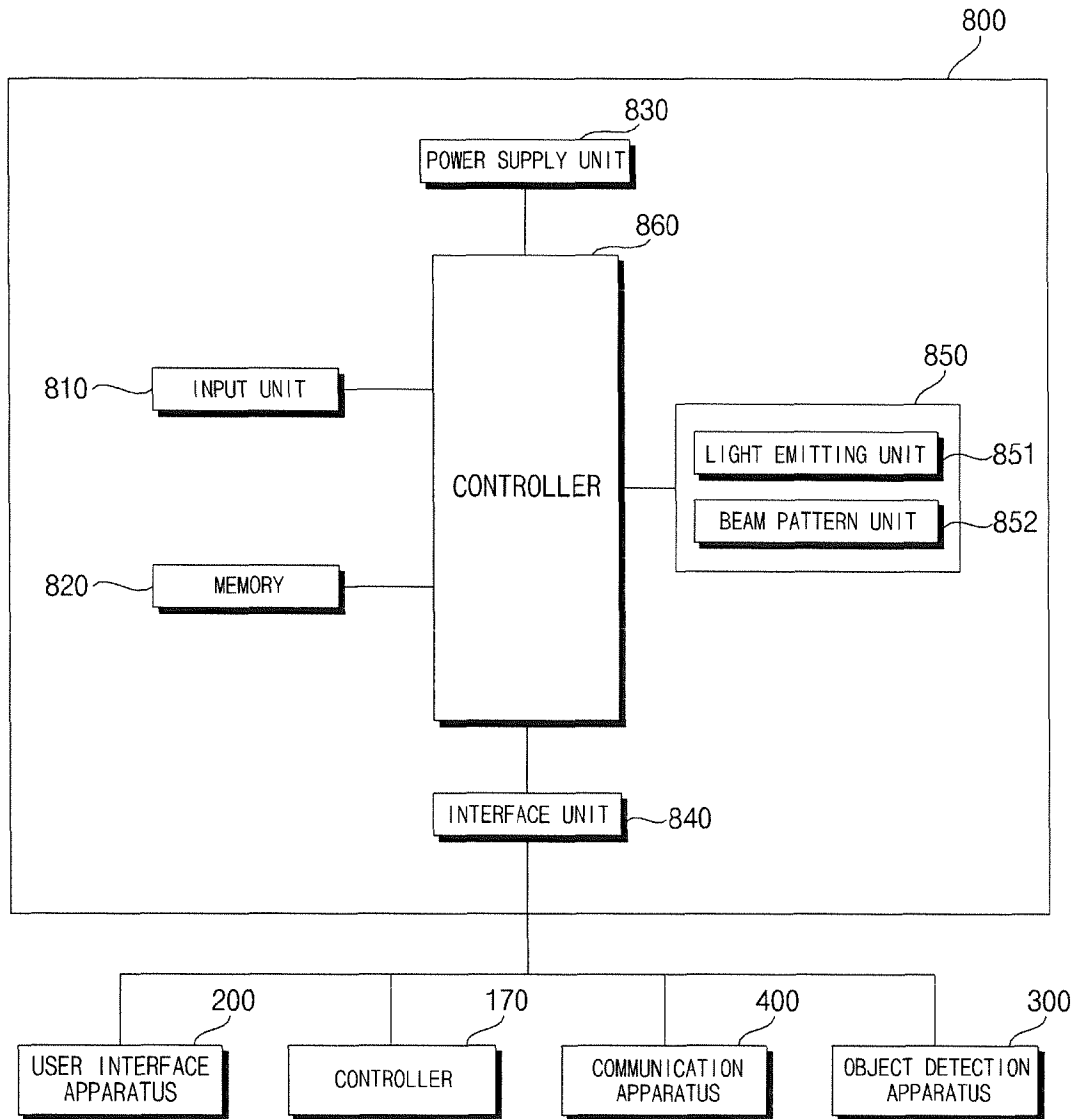 800
830
POWER SUPPLY UNIT
860
810
INPUT UNIT
850
LIGHT EMITTING UNIT
851
CONTROLLER
BEAM PATTERN UNIT
852
820
MEMORY
INTERFACE UNIT
840
200
170
400
300
USER INTERFACE
APPARATUS
CONTROLLER
COMMUNICATION
APPARATUS
OBJECT DETECTION
APPARATUS